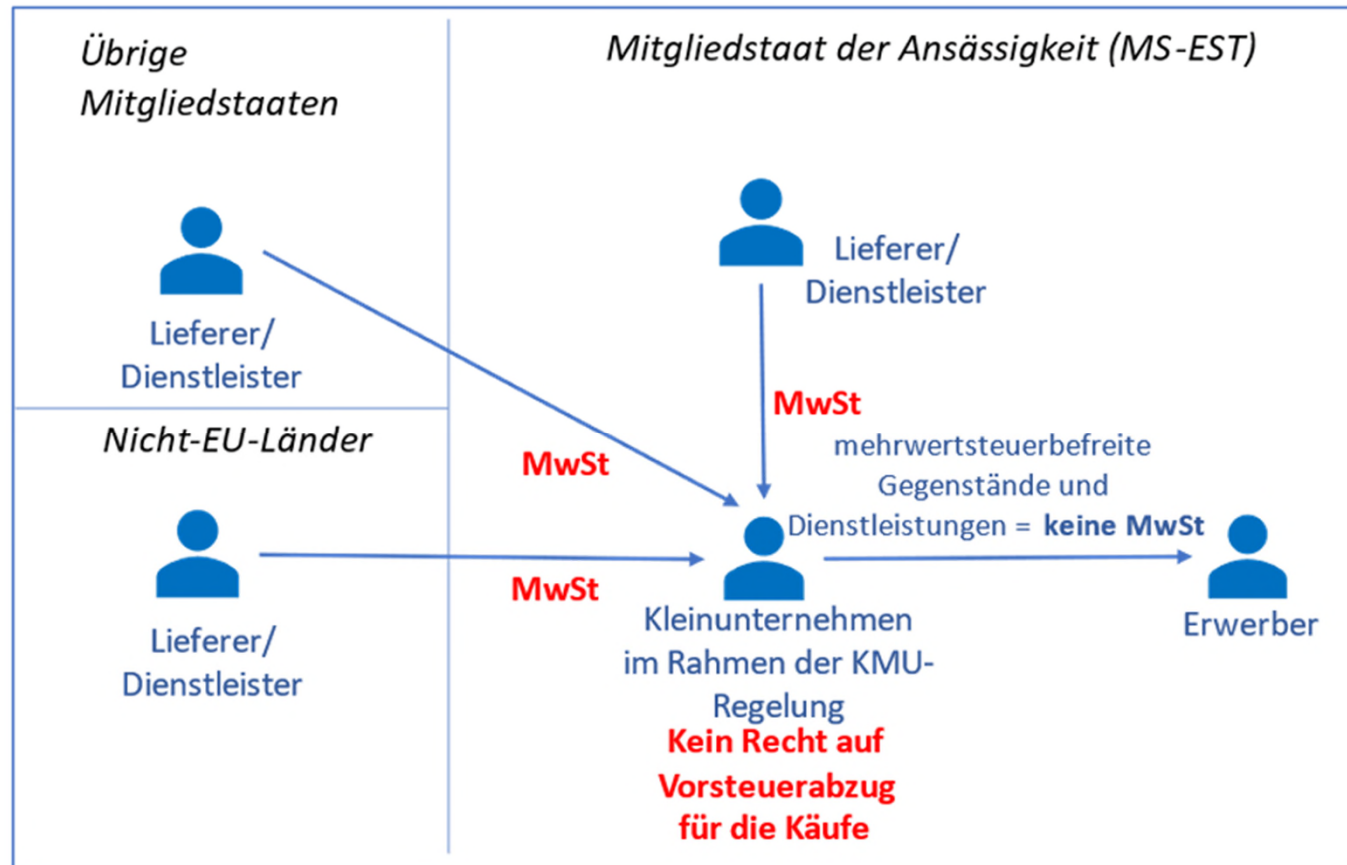 Übrige
Mitgliedstaaten
Mitgliedstaat der Ansässigkeit (MS-EST)
Lieferer/
Dienstleister
Lieferer/
Dienstleister
MwSt
Nicht-EU-Länder
MwSt
mehrwertsteuerbefreite
Gegenstände und
Dienstleistungen = keine MwSt
Lieferer/
Dienstleister
MwSt
Kleinunternehmen
im Rahmen der KMU-
Regelung
Kein Recht auf
Vorsteuerabzug
für die Käufe
Erwerber